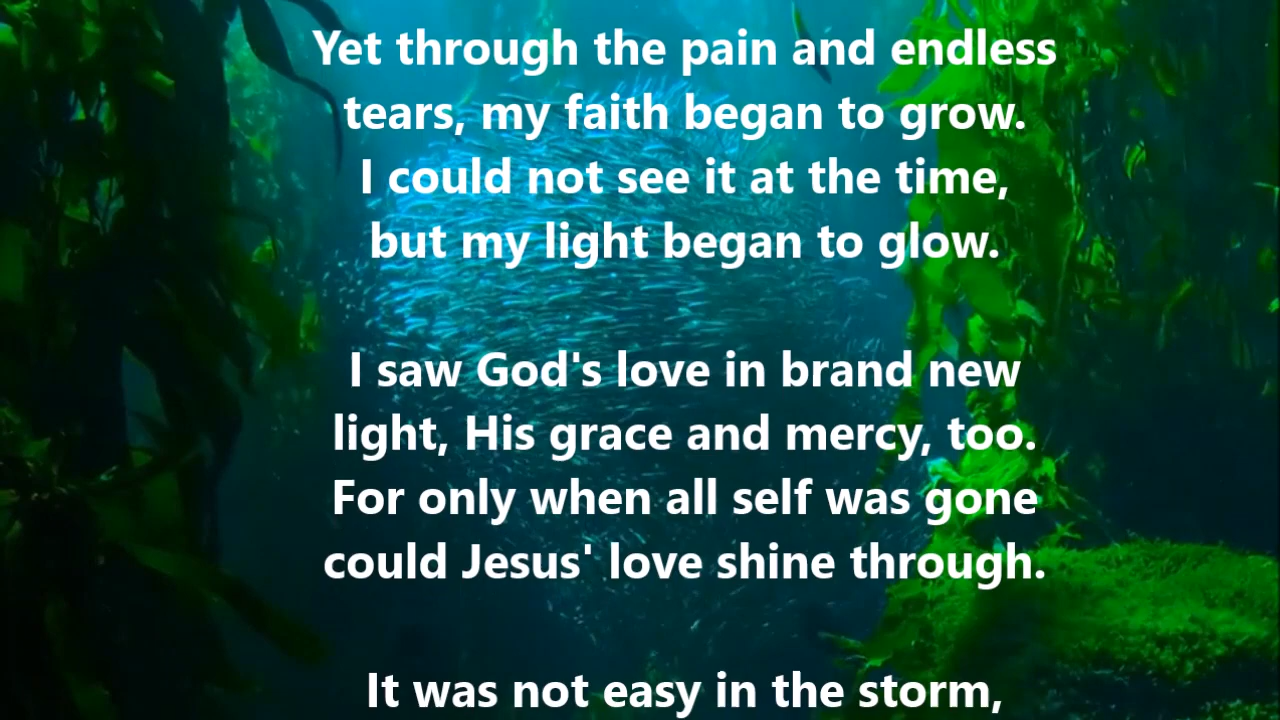 Yet through the pain and endless
tears, my faith began to grow.
I could not see it at the time,
but my light began to glow.
I saw God's love in brand new
light, His grace and mercy, too.
For only when all self was gone
could Jesus' love shine through.
It was not easy in the storm,